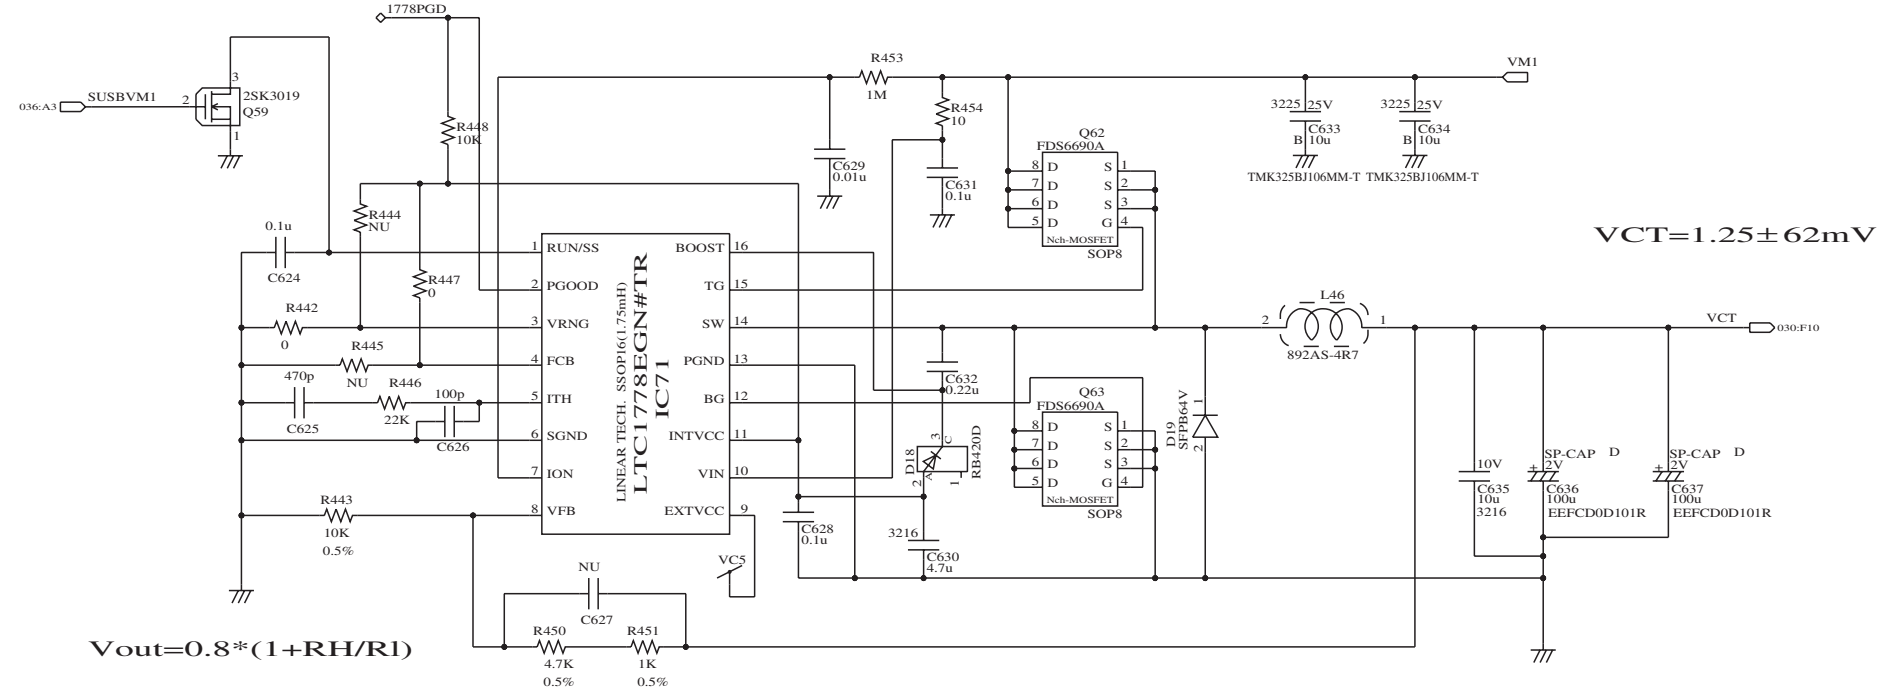 1778PGD
036:A3
SUSBVM1
2
3
2SK3019
Q59
1
R448
10K
R453
1M
VM1
R454
10
C629
0.01u
C631
0.1u
Q62
FDS6690A
8 D S 1
7 D S 2
6 D S 3
5 D G 4
Nch-MOSFET
SOP8
3225 25V
C633
B 10u
TMK325BJ106MM-T
3225 25V
C634
B 10u
TMK325BJ106MM-T
VCT=1.25±62mV
R444
NU
0.1u
C624
R447
0
R442
0
R445
NU
470p
C625
R446
22K
100p
C626
R443
10K
0.5%
1 RUN/SS
2 PGOOD
3 VRNG
4 FCB
5 ITH
6 SGND
7 ION
8 VFB
LINEAR TECH. SSOP16(1.75mH)
LTC1778EGN#TR
IC71
BOOST 16
TG 15
SW 14
PGND 13
BG 12
INTVCC 11
VIN 10
EXTVCC 9
VC5
C632
0.22u
D18
3
C
A
2
1
RB420D
C628
0.1u
3216
C630
4.7u
Q63
FDS6690A
8 D S 1
7 D S 2
6 D S 3
5 D G 4
Nch-MOSFET
SOP8
D19
SFPB64V
1
2
2
L46
1
892AS-4R7
VCT
030:F10
10V
C635
10u
3216
SP-CAP D
+ 2V
C636
100u
EEFCD0D101R
SP-CAP D
+ 2V
C637
100u
EEFCD0D101R
NU
C627
R450
4.7K
0.5%
R451
1K
0.5%
Vout=0.8*(1+RH/Rl)